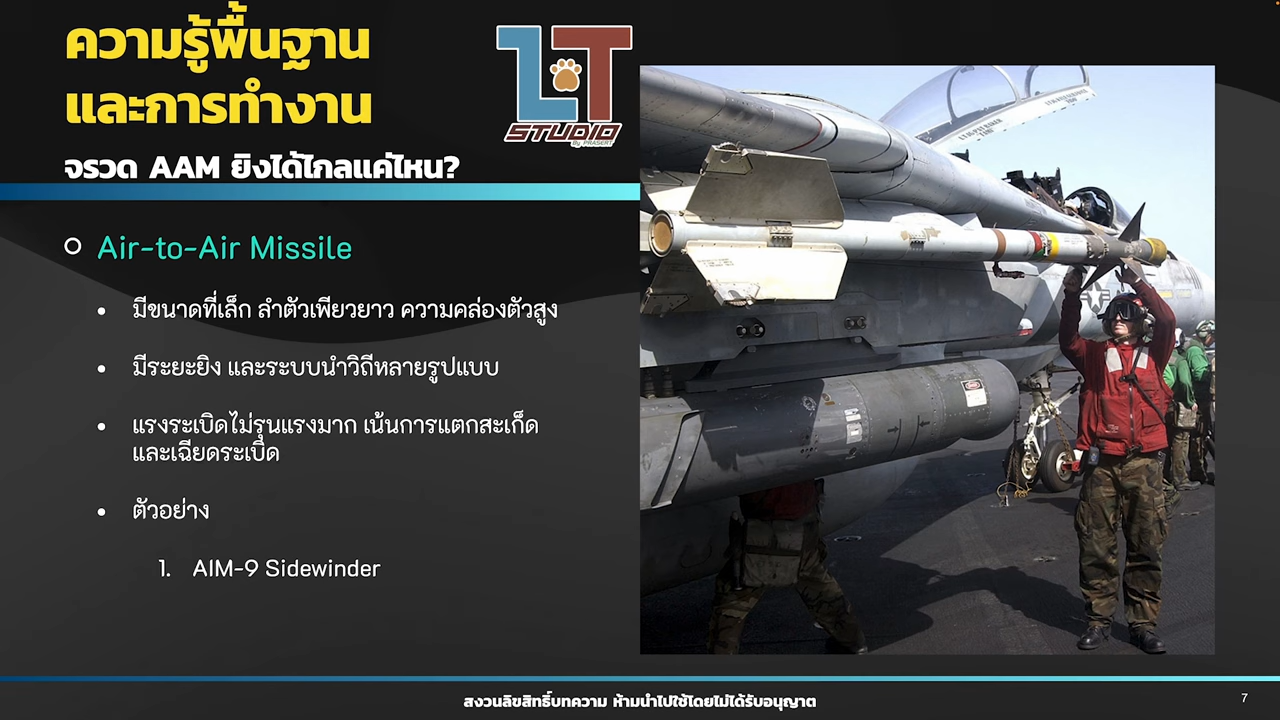 ความรู้พื้นฐาน
และการทำงาน
จรวด AAM ยิงได้ไกลแค่ไหน?
LT
STUDIO
By PRASERT
Air-to-Air Missile
มีขนาดที่เล็ก ลำตัวเพียวยาว ความคล่องตัวสูง
มีระยะยิง และระบบนำวิถีหลายรูปแบบ
แรงระเบิดไม่รุนแรงมาก เน้นการแตกสะเก็ด
และเฉียดระเบิด
ตัวอย่าง
1. AIM-9 Sidewinder
สงวนลิขสิทธิ์บทความ ห้ามนำไปใช้โดยไม่ได้รับอนุญาต
7